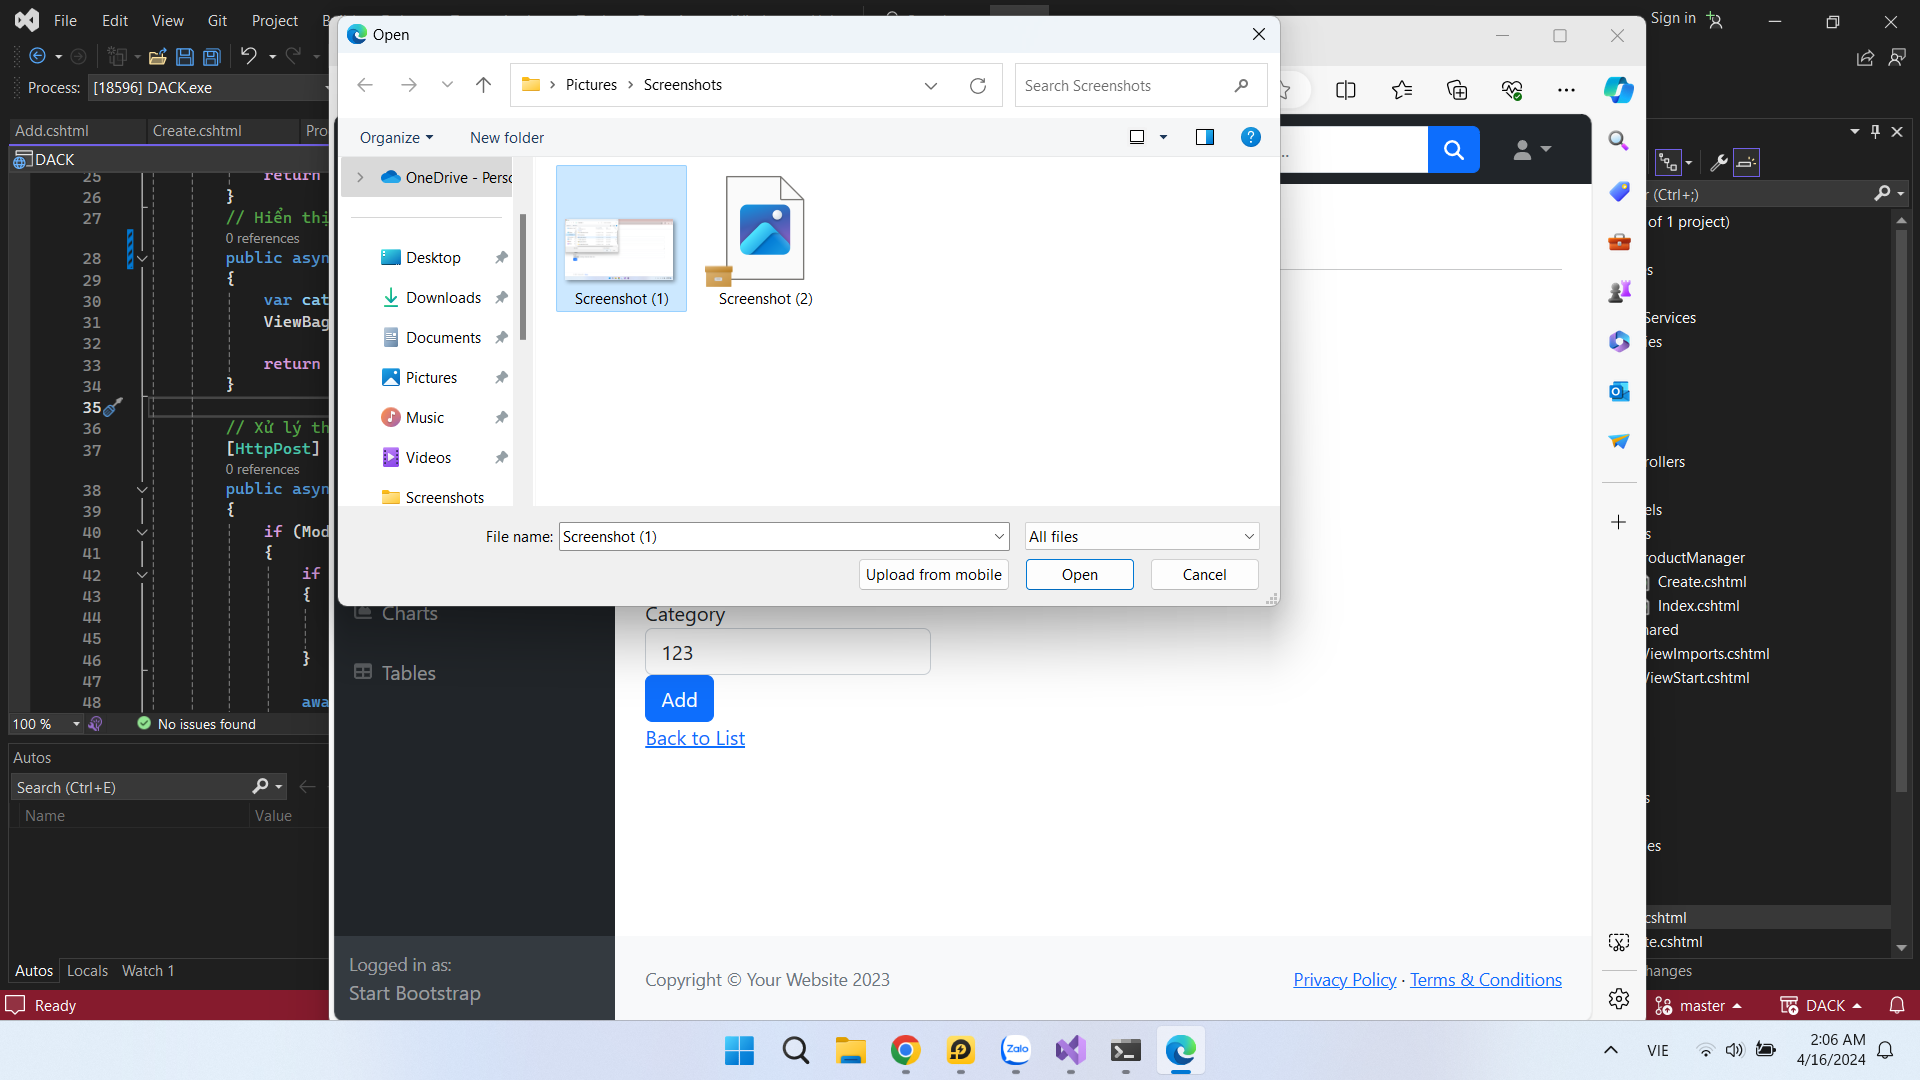 File Edit View Git Project
Sign in
Process: [18596] DACK.exe
Add.cshtml Create.cshtml Pro
DACK
25 return
26 }
27 // Hiển thị
0 references
28 public asyn
29 {
30 var cat
31 ViewBag
32
33 return
34 }
35
36 // Xử lý th
37 [HttpPost]
0 references
38 public asyn
39 {
40 if (Mod
41 {
42 if
43 {
44
45
46 }
47
48 awa
100 % No issues found
Autos
Search (Ctrl+E)
Name Value
Autos Locals Watch 1
Ready
Open
Pictures Screenshots
Search Screenshots
Organize New folder
OneDrive - Perso
Desktop
Downloads
Documents
Pictures
Music
Videos
Screenshots
Screenshot (1) Screenshot (2)
File name: Screenshot (1) All files
Upload from mobile Open Cancel
..
Charts
Tables
Category
123
Add
Back to List
Logged in as:
Start Bootstrap
Copyright © Your Website 2023
Privacy Policy · Terms & Conditions
r (Ctrl+;)
of 1 project)
s
Services
ies
rollers
els
s
roductManager
Create.cshtml
Index.cshtml
hared
ViewImports.cshtml
ViewStart.cshtml
s
es
cshtml
te.cshtml
hanges
master DACK
Zalo
VIE
2:06 AM
4/16/2024